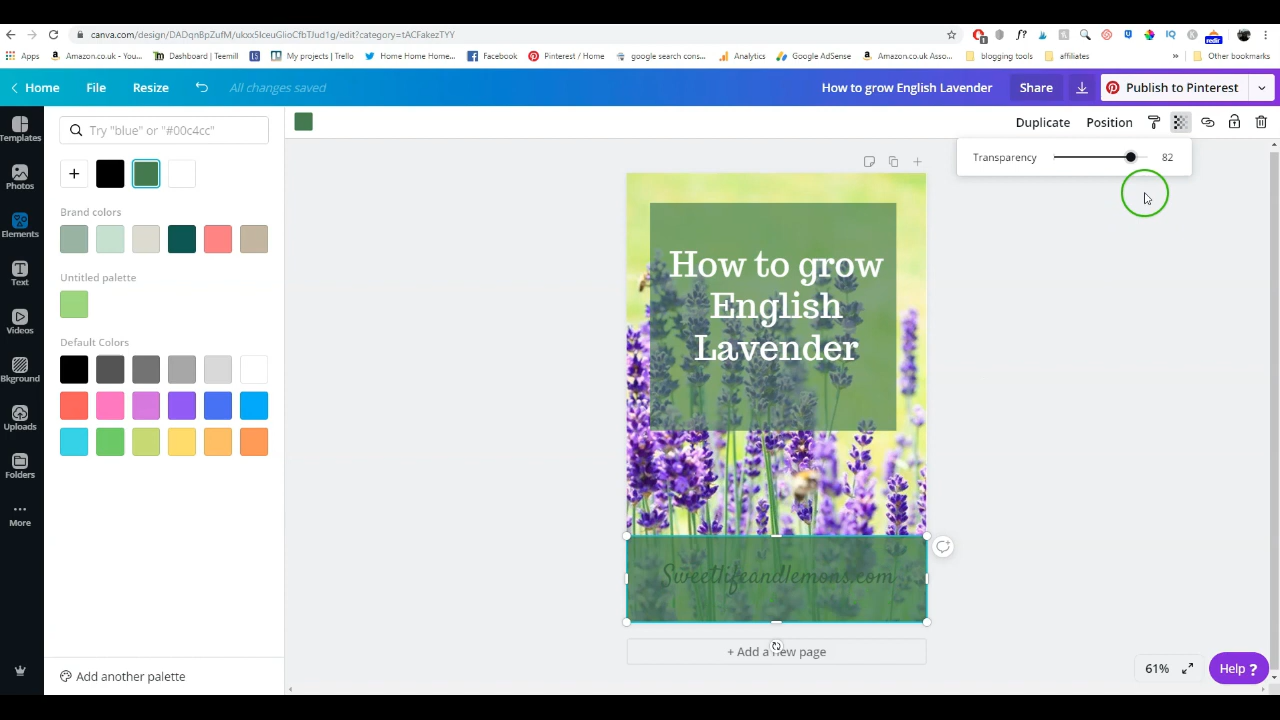 canva.com/design/DADqnBpZufM/ukxxSIceuGIioCfbTJud1g/edit?category=tACFakezTYY
Apps
Amazon.co.uk - You...
Dashboard | Teemill
My projects | Trello
Home Home Home...
Facebook
Pinterest / Home
google search cons...
Analytics
Google AdSense
Amazon.co.uk Asso...
blogging tools
affiliates
»
Other bookmarks
Home
File
Resize
All changes saved
How to grow English Lavender
Share
Publish to Pinterest
Templates
Photos
Elements
Text
Videos
Bkground
Uploads
Folders
More
Try "blue" or "#00c4cc"
Brand colors
Untitled palette
Default Colors
Add another palette
Duplicate
Position
Transparency
82
How to grow
English
Lavender
Sweetlifeandlemons.com
+ Add a new page
61%
Help ?